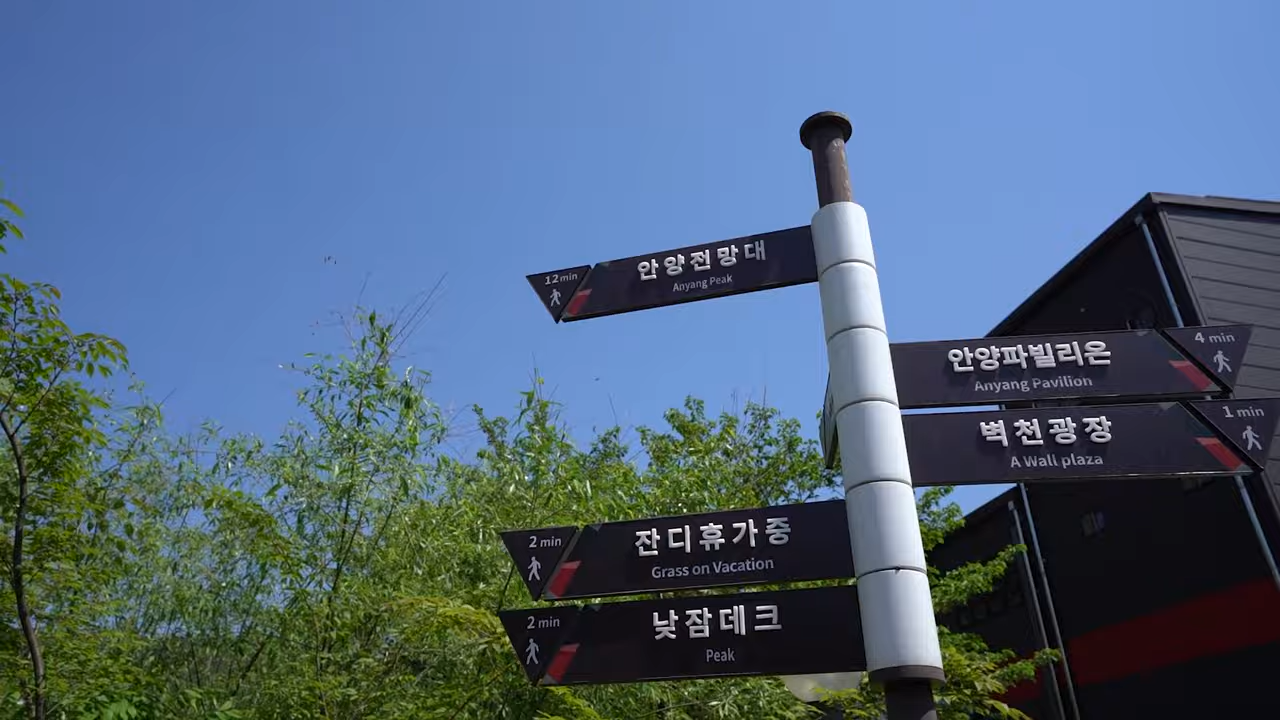 12min
안양전망대
Anyang Peak
4 min
안양파빌리온
Anyang Pavilion
1 min
벽천광장
A Wall plaza
2 min
잔디휴가중
Grass on Vacation
2 min
낮잠데크
Peak